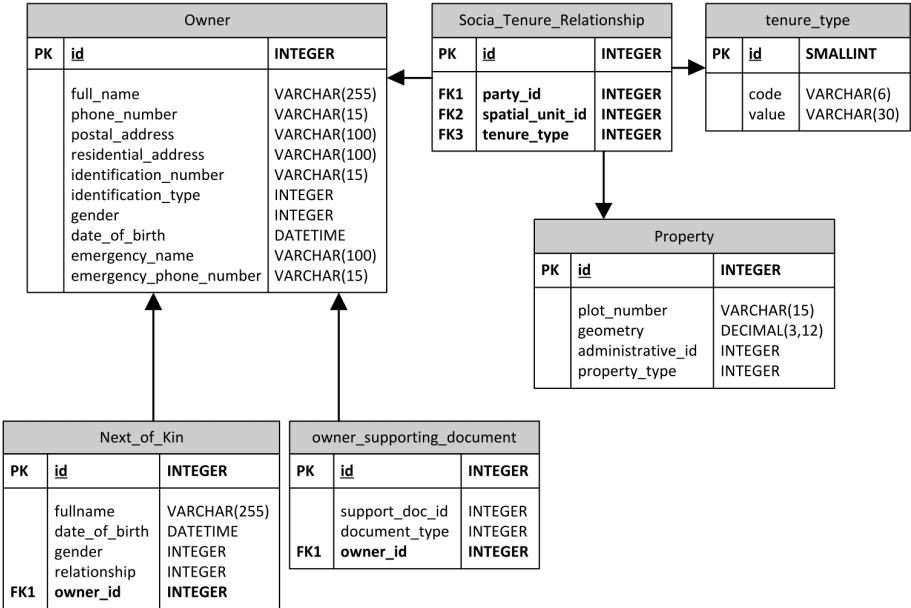 Owner
PK id INTEGER
full_name VARCHAR(255)
phone_number VARCHAR(15)
postal_address VARCHAR(100)
residential_address VARCHAR(100)
identification_number VARCHAR(15)
identification_type INTEGER
gender INTEGER
date_of_birth DATETIME
emergency_name VARCHAR(100)
emergency_phone_number VARCHAR(15)
Socia_Tenure_Relationship
PK id INTEGER
FK1 party_id INTEGER
FK2 spatial_unit_id INTEGER
FK3 tenure_type INTEGER
tenure_type
PK id SMALLINT
code VARCHAR(6)
value VARCHAR(30)
Property
PK id INTEGER
plot_number VARCHAR(15)
geometry DECIMAL(3,12)
administrative_id INTEGER
property_type INTEGER
Next_of_Kin
PK id INTEGER
fullname VARCHAR(255)
date_of_birth DATETIME
gender INTEGER
relationship INTEGER
FK1 owner_id INTEGER
owner_supporting_document
PK id INTEGER
support_doc_id INTEGER
document_type INTEGER
FK1 owner_id INTEGER